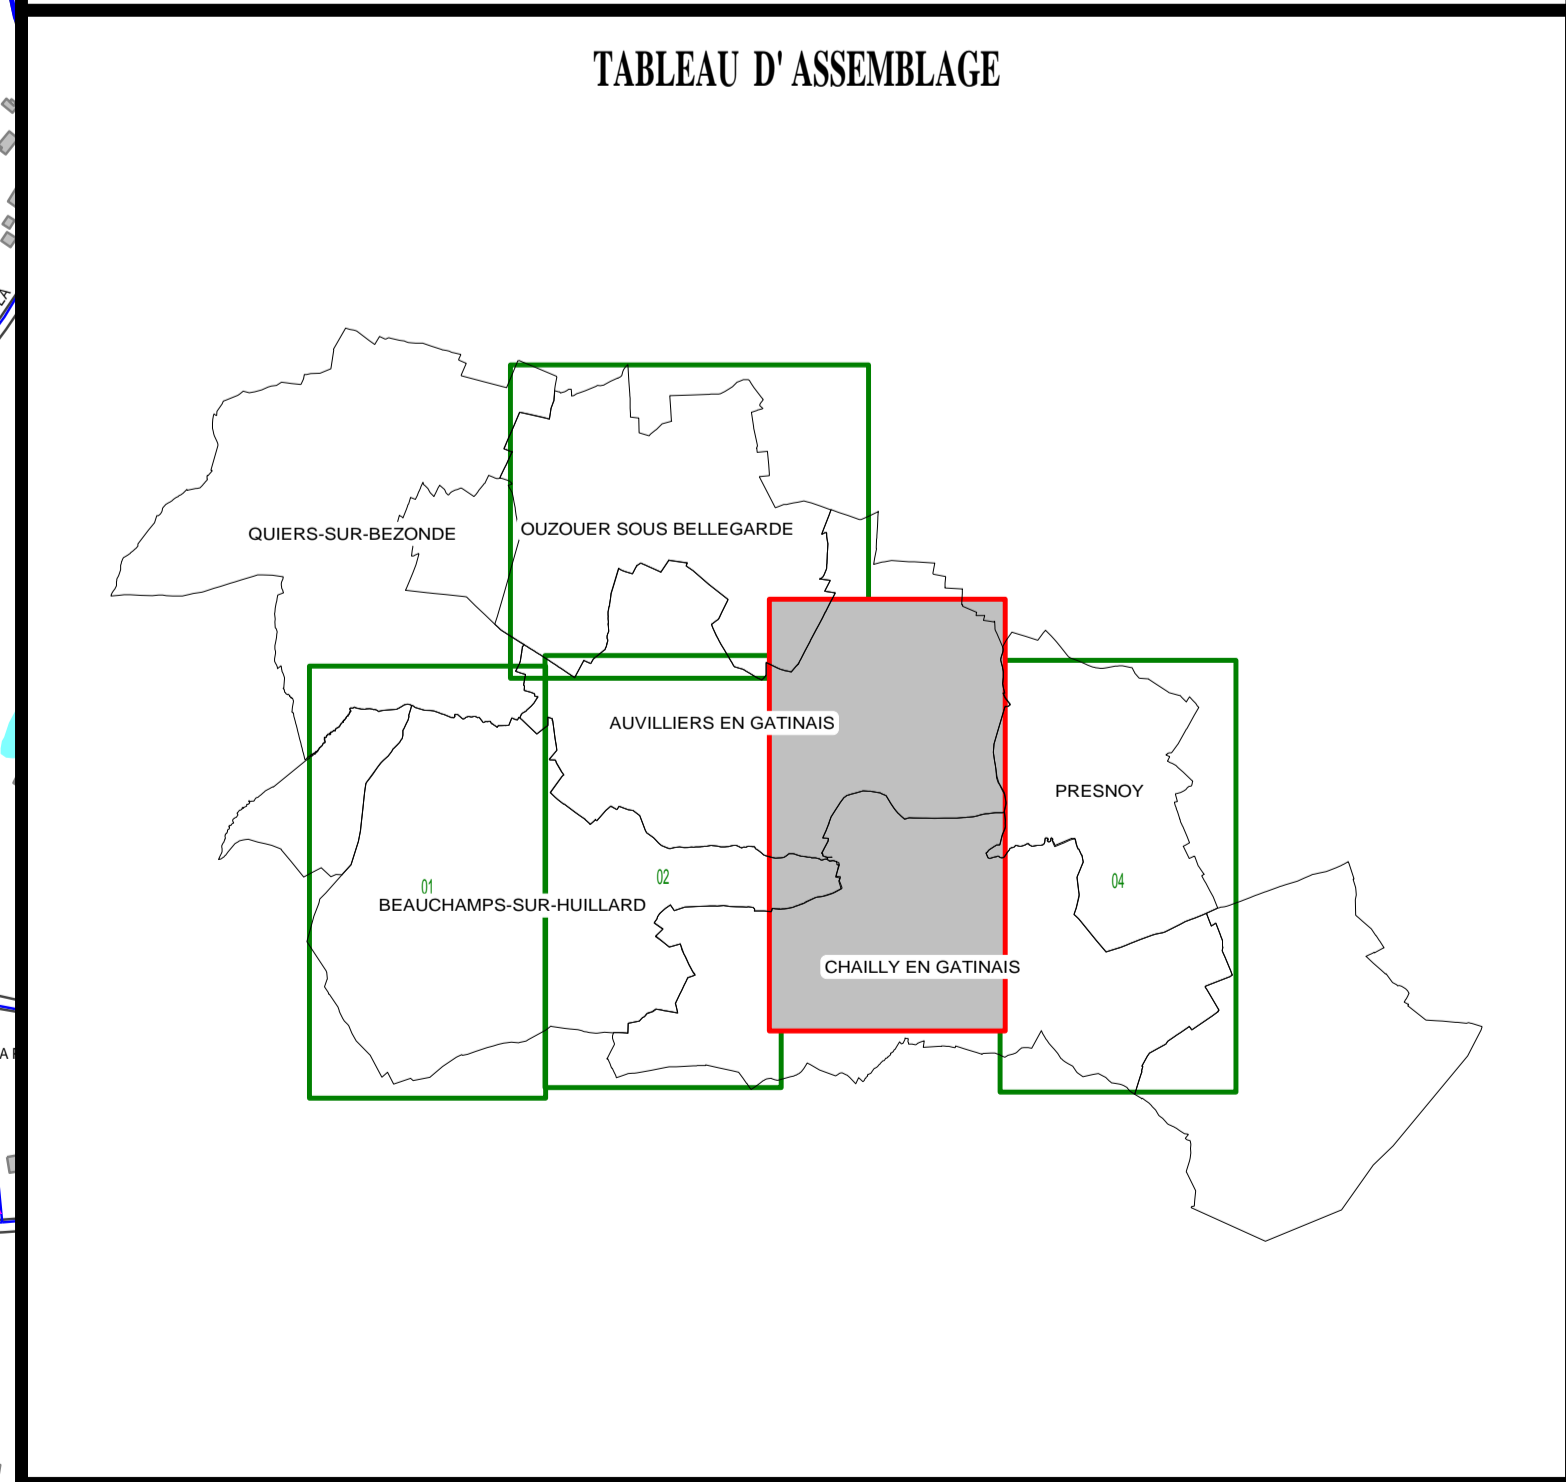 TABLEAU D' ASSEMBLAGE
LA
QUIERS-SUR-BEZONDE
OUZOUER SOUS BELLEGARDE
AUVILLIERS EN GATINAIS
PRESNOY
01
02
04
BEAUCHAMPS-SUR-HUILLARD
CHAILLY EN GATINAIS